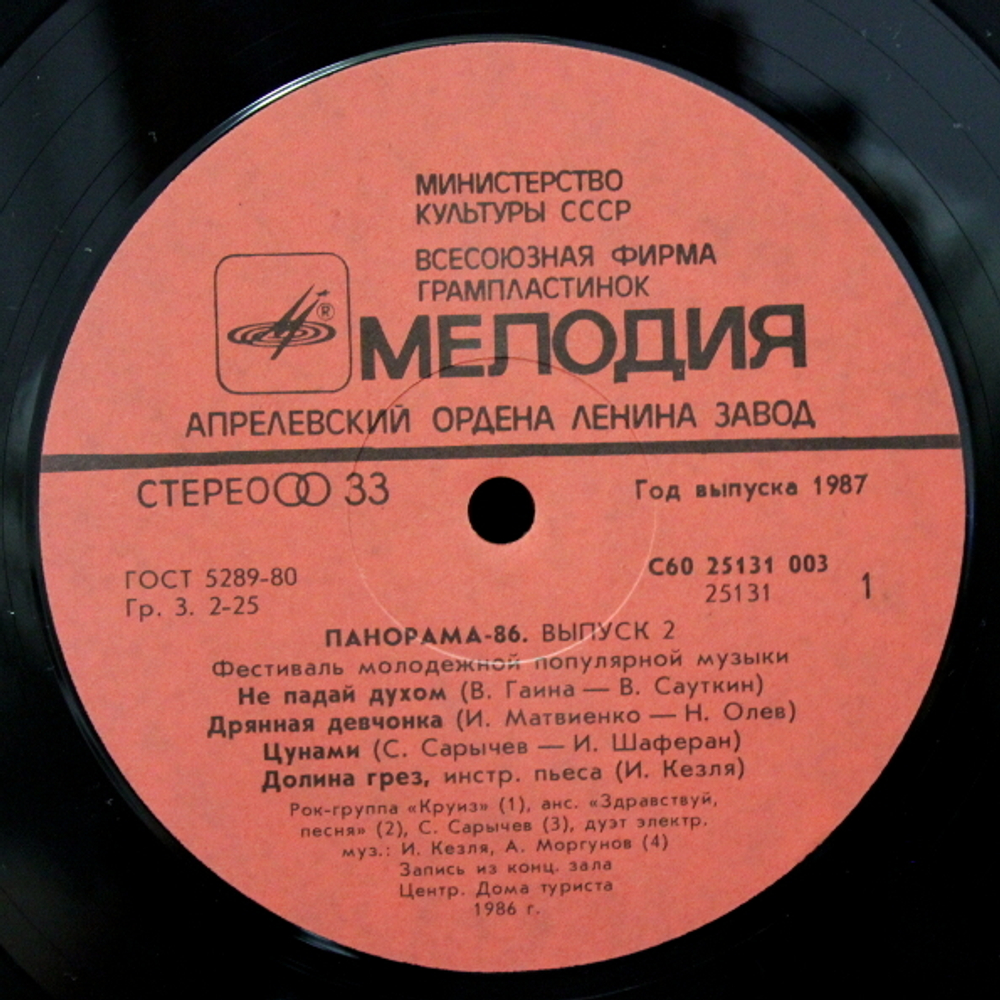 МИНИСТЕРСТВО
КУЛЬТУРЫ СССР
ВСЕСОЮЗНАЯ ФИРМА
ГРАМПЛАСТИНОК
®
МЕЛОДИЯ
АПРЕЛЕВСКИЙ ОРДЕНА ЛЕНИНА ЗАВОД
СТЕРЕО 33
Год выпуска 1987
ГОСТ 5289-80
Гр. 3. 2-25
С60 25131 003
25131
1
ПАНОРАМА-86. ВЫПУСК 2
Фестиваль молодежной популярной музыки
Не падай духом (В. Гаина — В. Сауткин)
Дрянная девчонка (И. Матвиенко — Н. Олев)
Цунами (С. Сарычев — И. Шаферан)
Долина грез, инстр. пьеса (И. Кезля)
Рок-группа «Круиз» (1), анс. «Здравствуй,
песня» (2), С. Сарычев (3), дуэт электр.
муз.: И. Кезля, А. Моргунов (4)
Запись из конц. зала
Центр. Дома туриста
1986 г.